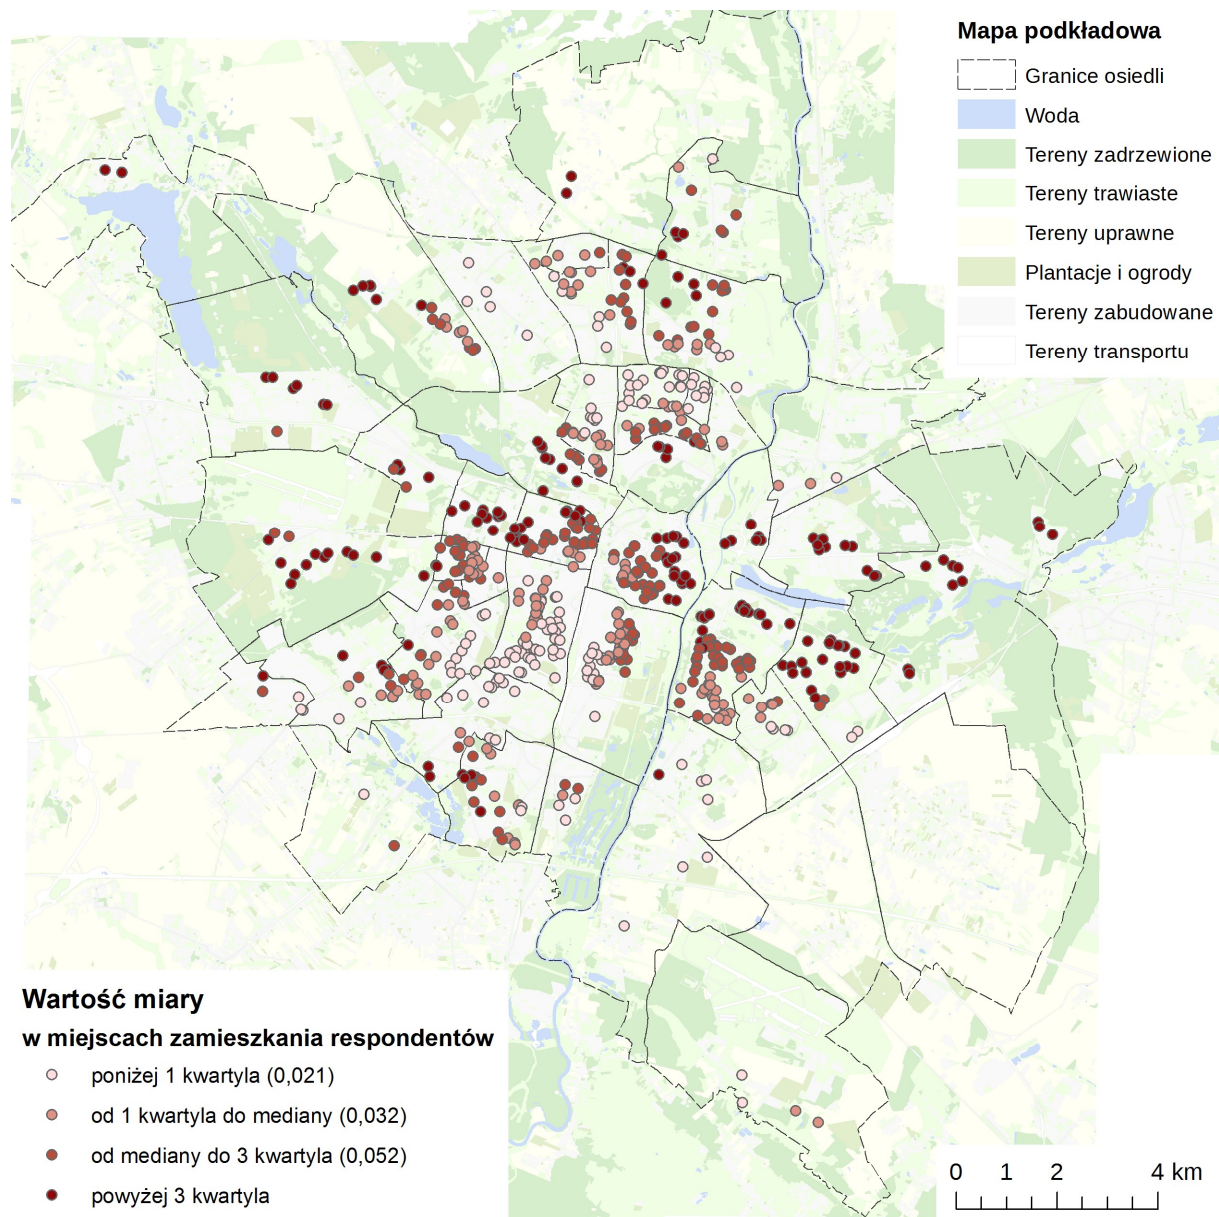 Mapa podkładowa
Granice osiedli
Woda
Tereny zadrzewione
Tereny trawiaste
Tereny uprawne
Plantacje i ogrody
Tereny zabudowane
Tereny transportu
Wartość miary
w miejscach zamieszkania respondentów
poniżej 1 kwartyla (0,021)
od 1 kwartyla do mediany (0,032)
od mediany do 3 kwartyla (0,052)
powyżej 3 kwartyla
0 1 2 4 km